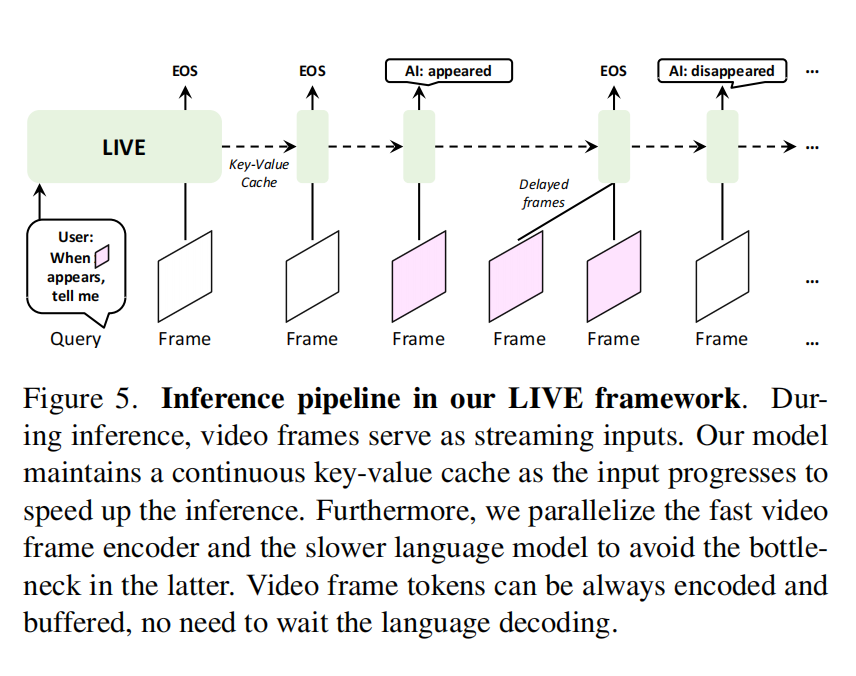 EOS EOS AI: appeared EOS AI: disappeared ...
LIVE ...
Key-Value
Cache
Delayed
frames
User:
When
appears,
tell me
...
Query Frame Frame Frame Frame Frame Frame ...
Figure 5. Inference pipeline in our LIVE framework. Dur-
ing inference, video frames serve as streaming inputs. Our model
maintains a continuous key-value cache as the input progresses to
speed up the inference. Furthermore, we parallelize the fast video
frame encoder and the slower language model to avoid the bottle-
neck in the latter. Video frame tokens can be always encoded and
buffered, no need to wait the language decoding.